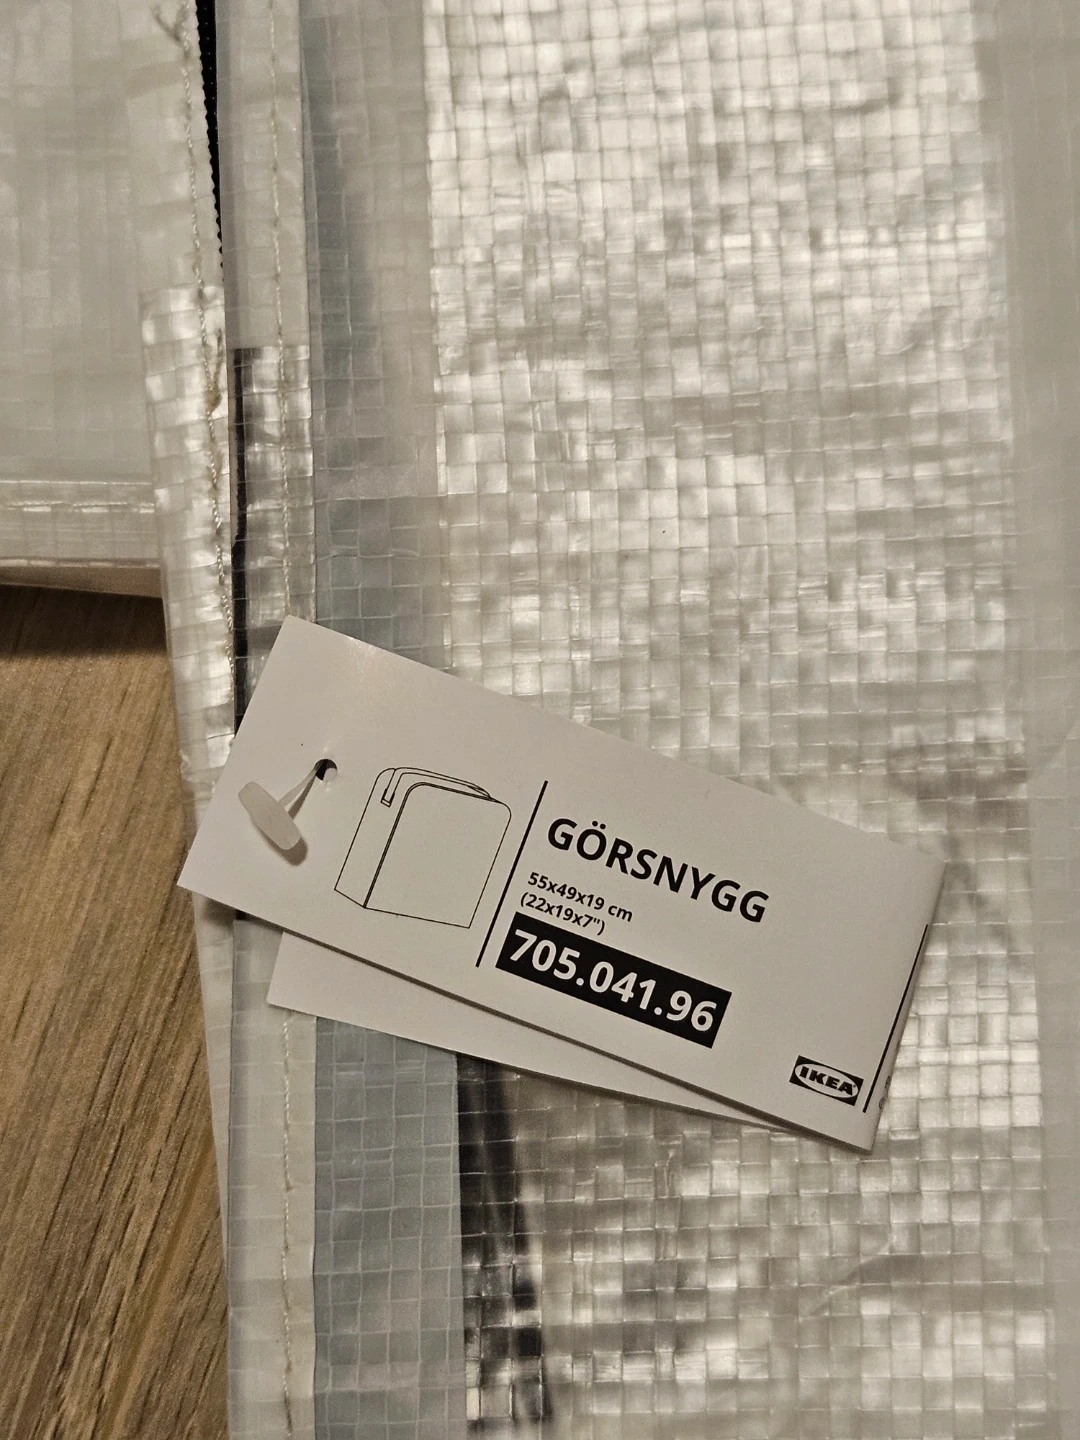 GÖRSNYGG
55x49x19 cm
(22x19x7")
705.041.96
IKEA